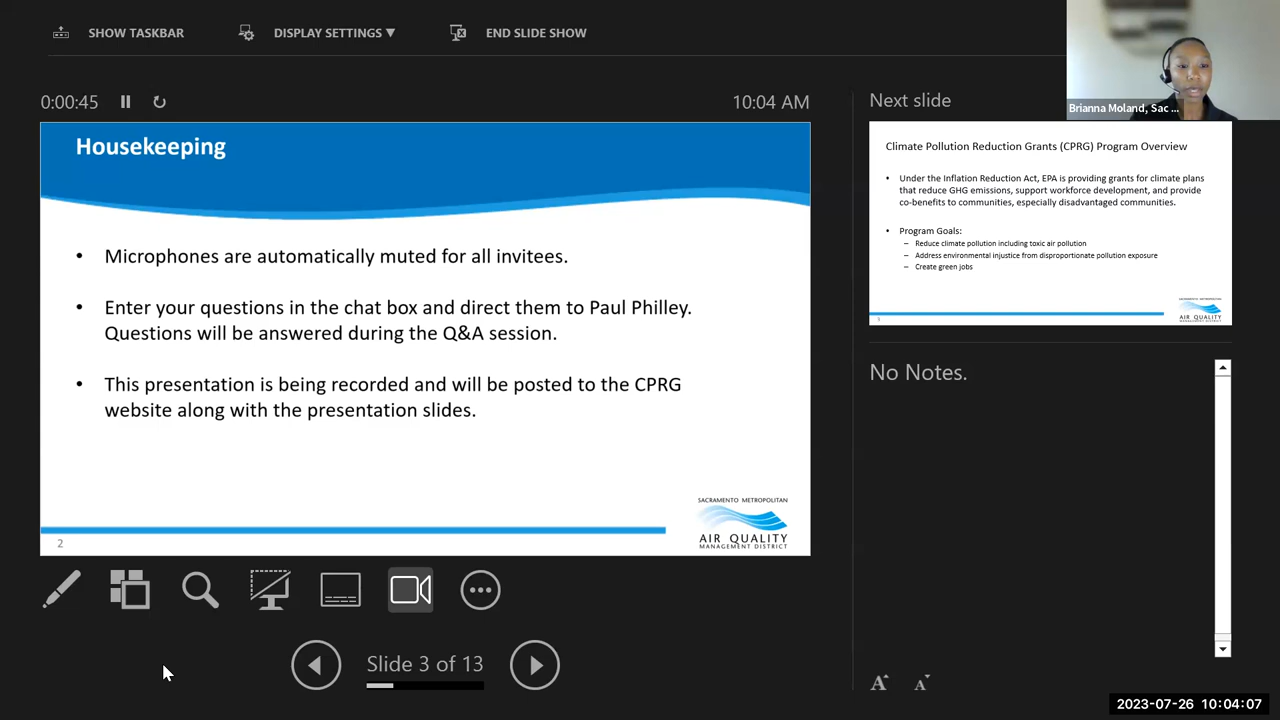 SHOW TASKBAR
DISPLAY SETTINGS ▼
END SLIDE SHOW
Brianna Moland, Sac ...
0:00:45
10:04 AM
Next slide
Housekeeping
• Microphones are automatically muted for all invitees.
• Enter your questions in the chat box and direct them to Paul Philley.
Questions will be answered during the Q&A session.
• This presentation is being recorded and will be posted to the CPRG
website along with the presentation slides.
2
SACRAMENTO METROPOLITAN
AIR QUALITY
MANAGEMENT DISTRICT
Climate Pollution Reduction Grants (CPRG) Program Overview
• Under the Inflation Reduction Act, EPA is providing grants for climate plans
that reduce GHG emissions, support workforce development, and provide
co-benefits to communities, especially disadvantaged communities.
• Program Goals:
– Reduce climate pollution including toxic air pollution
– Address environmental injustice from disproportionate pollution exposure
– Create green jobs
SACRAMENTO METROPOLITAN
AIR QUALITY
MANAGEMENT DISTRICT
No Notes.
Slide 3 of 13
A A
2023-07-26 10:04:07